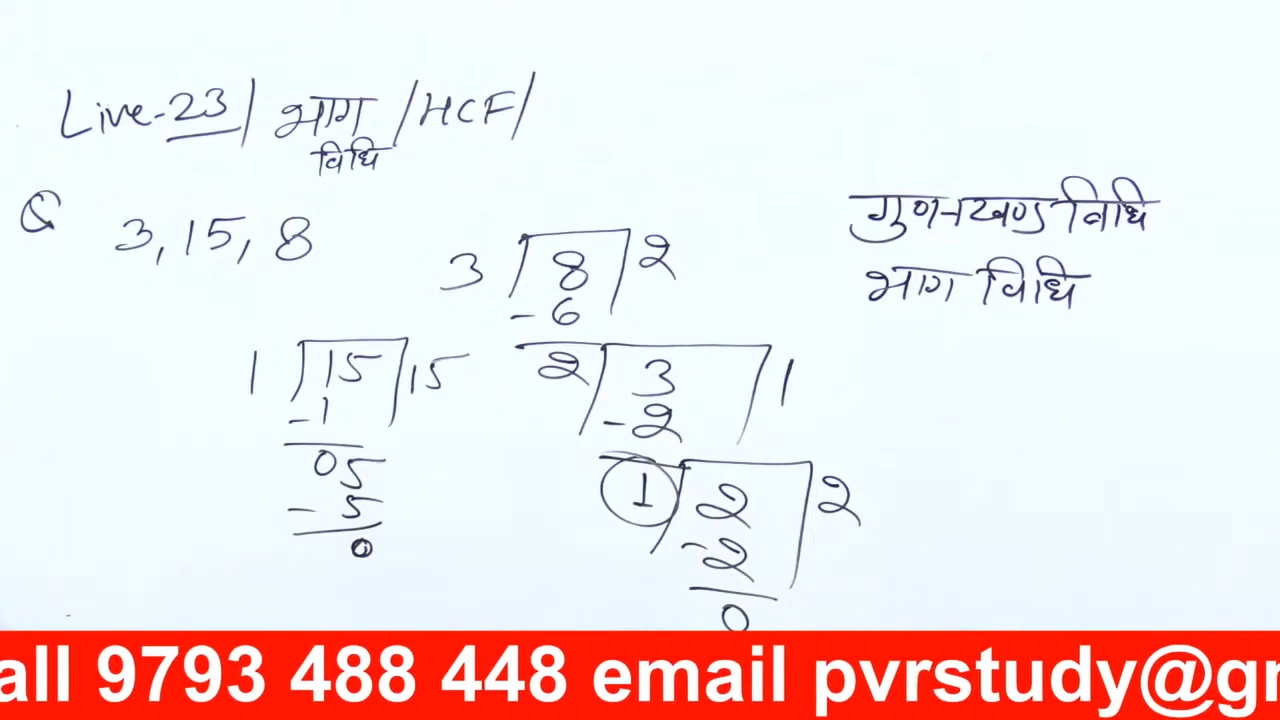 Live-23/ भाग /HCF/
विधि
Q 3, 15, 8
गुणनखण्ड विधि
भाग विधि
3 8 2
- 6
2 3 1
- 2
1 2 2
- 2
0
1 15 15
- 1
05
- 5
0
all 9793 488 448 email pvrstudy@gm